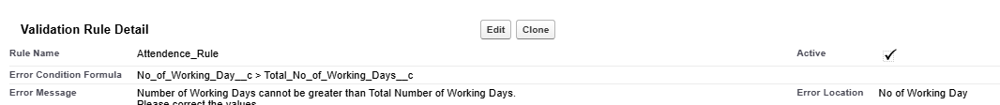 Validation Rule Detail
Edit
Clone
Rule Name Attendence_Rule Active
Error Condition Formula No_of_Working_Day__c > Total_No_of_Working_Days__c
Error Message Number of Working Days cannot be greater than Total Number of Working Days. Error Location No of Working Day
Please correct the values